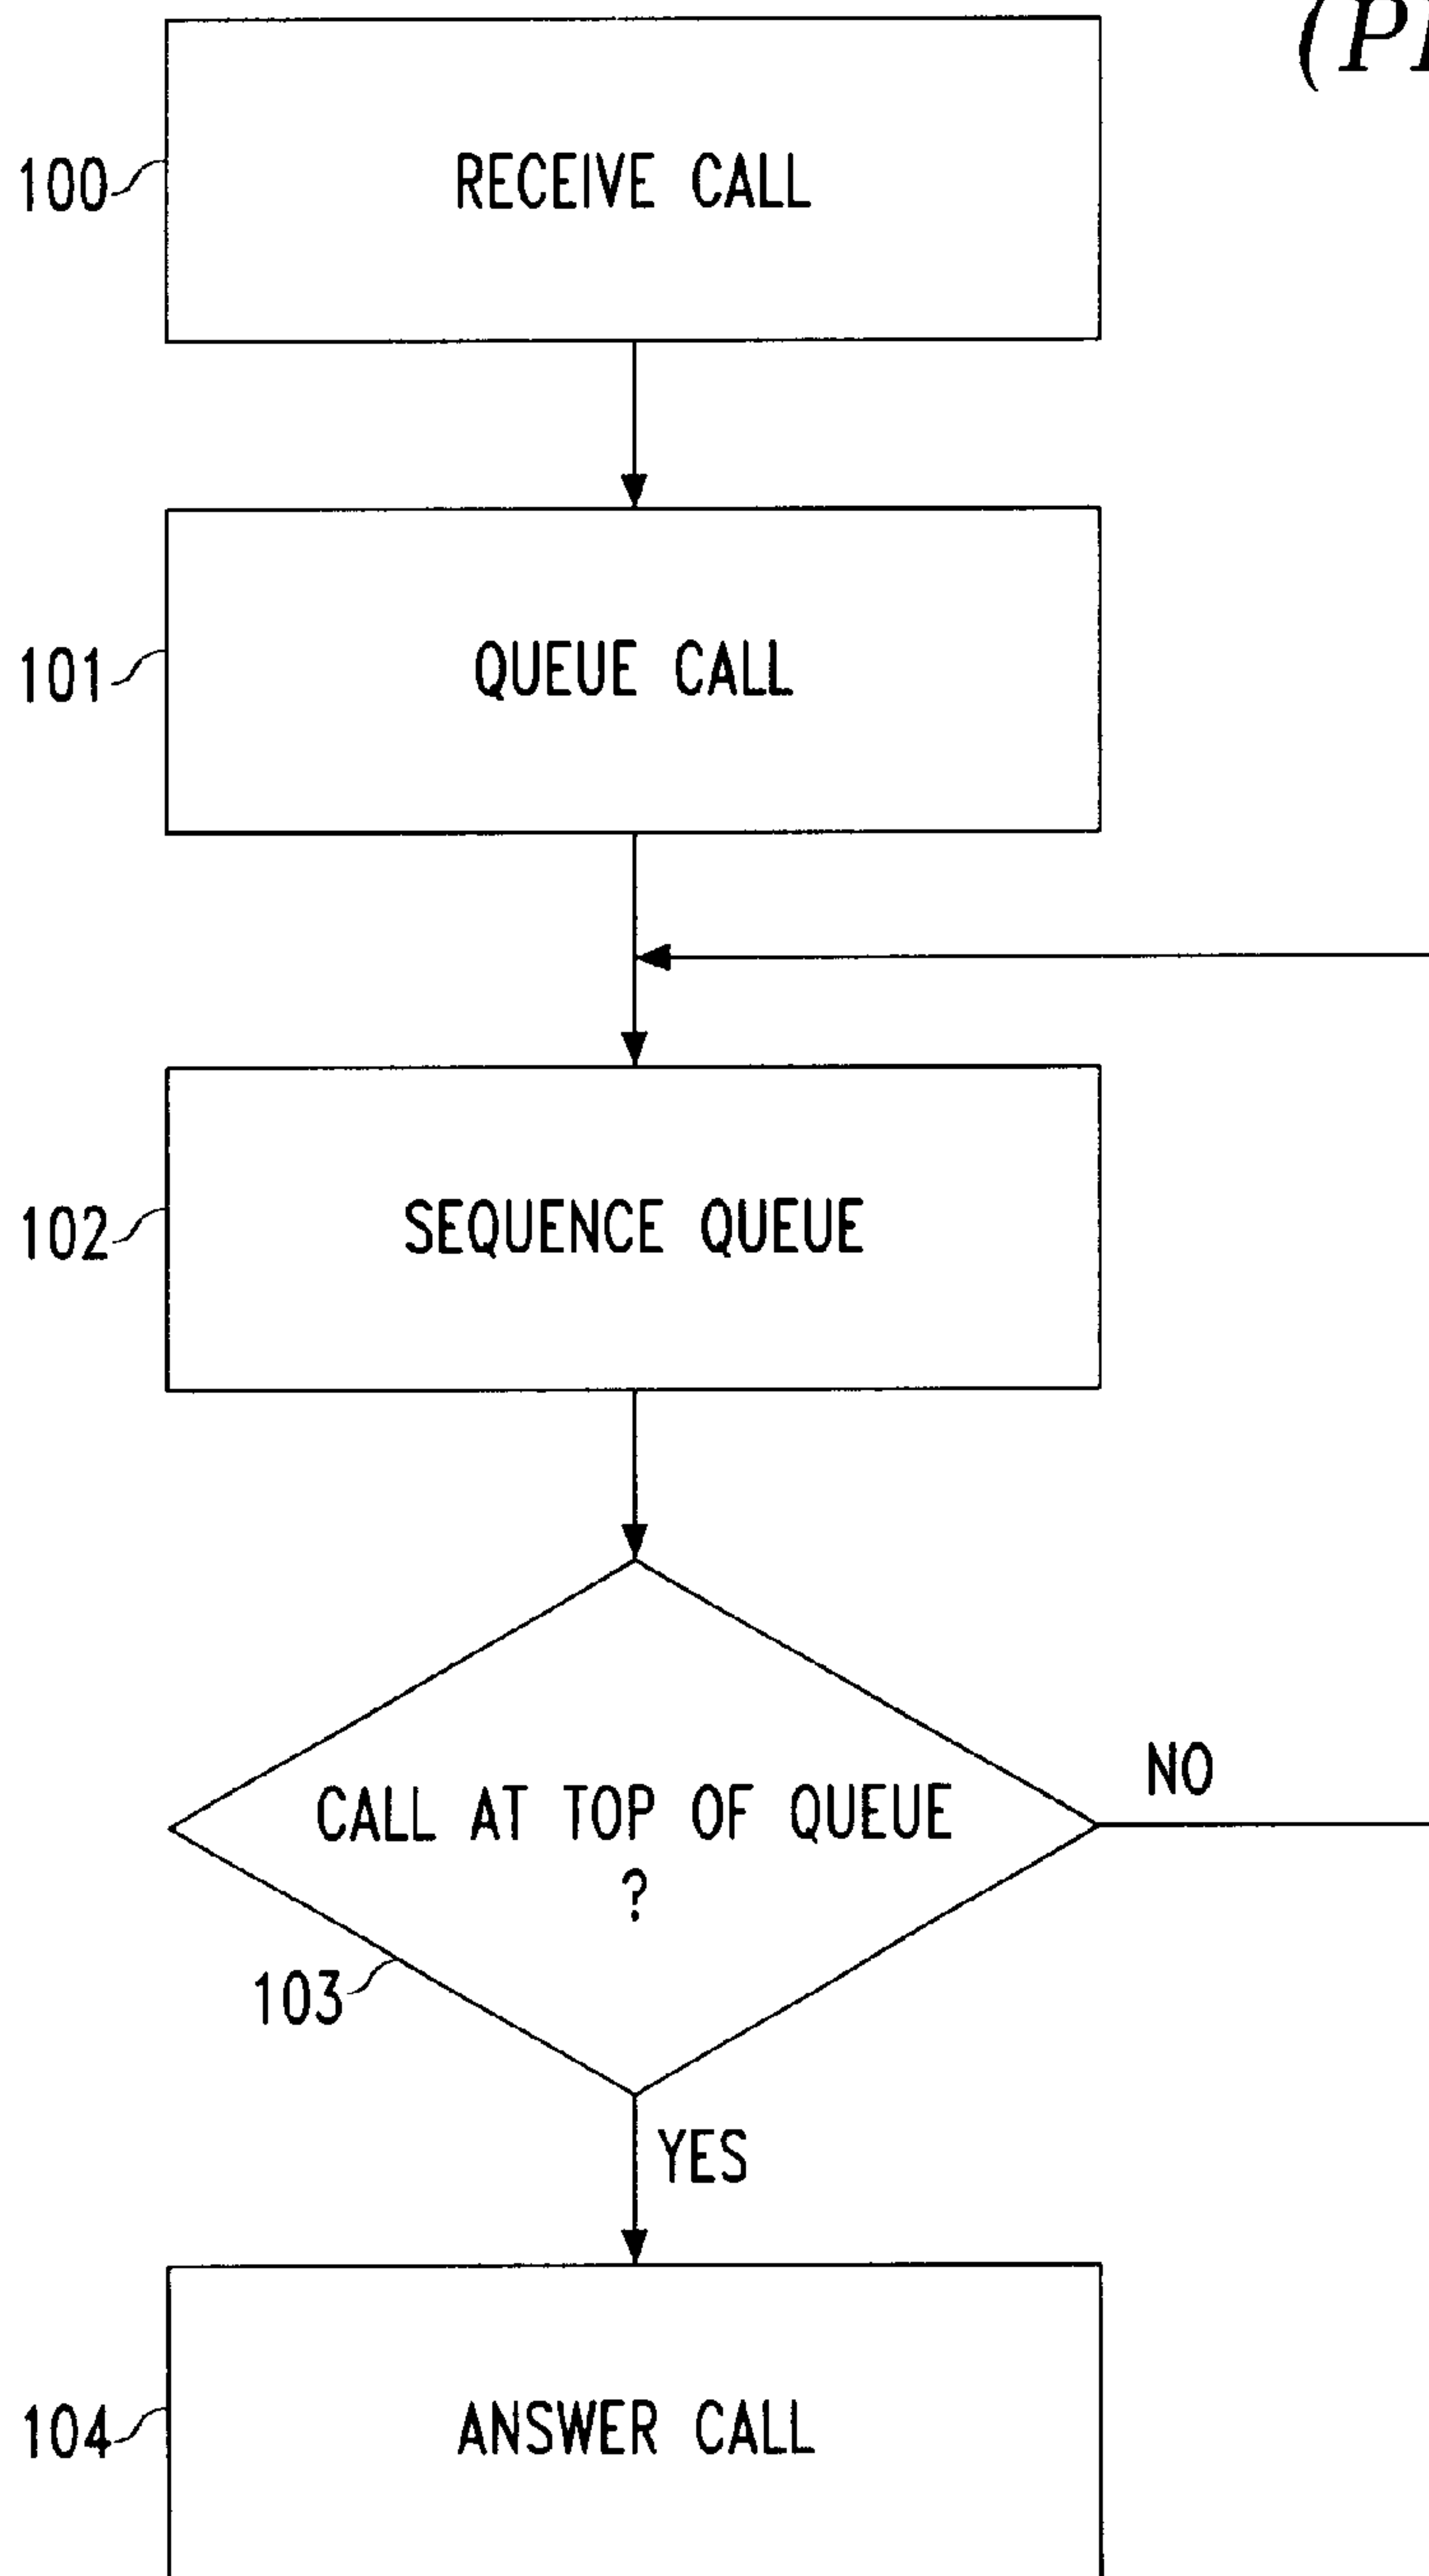 (P
100
RECEIVE CALL
101
QUEUE CALL
102
SEQUENCE QUEUE
CALL AT TOP OF QUEUE
?
NO
103
YES
104
ANSWER CALL